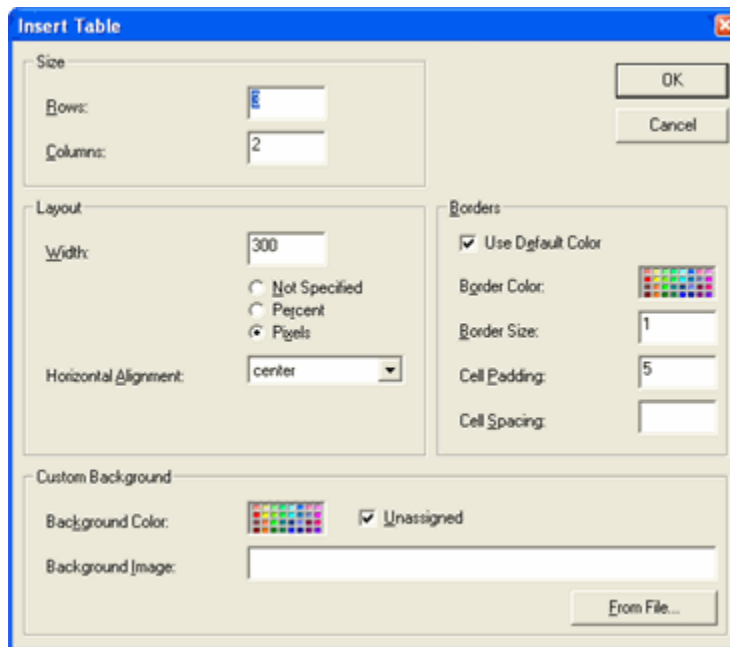 Insert Table
Size
Rows:
3
Columns:
2
OK
Cancel
Layout
Width:
300
Not Specified
Percent
Pixels
Horizontal Alignment:
center
Borders
Use Default Color
Border Color:
Border Size:
1
Cell Padding:
5
Cell Spacing:
Custom Background
Background Color:
Unassigned
Background Image:
From File...